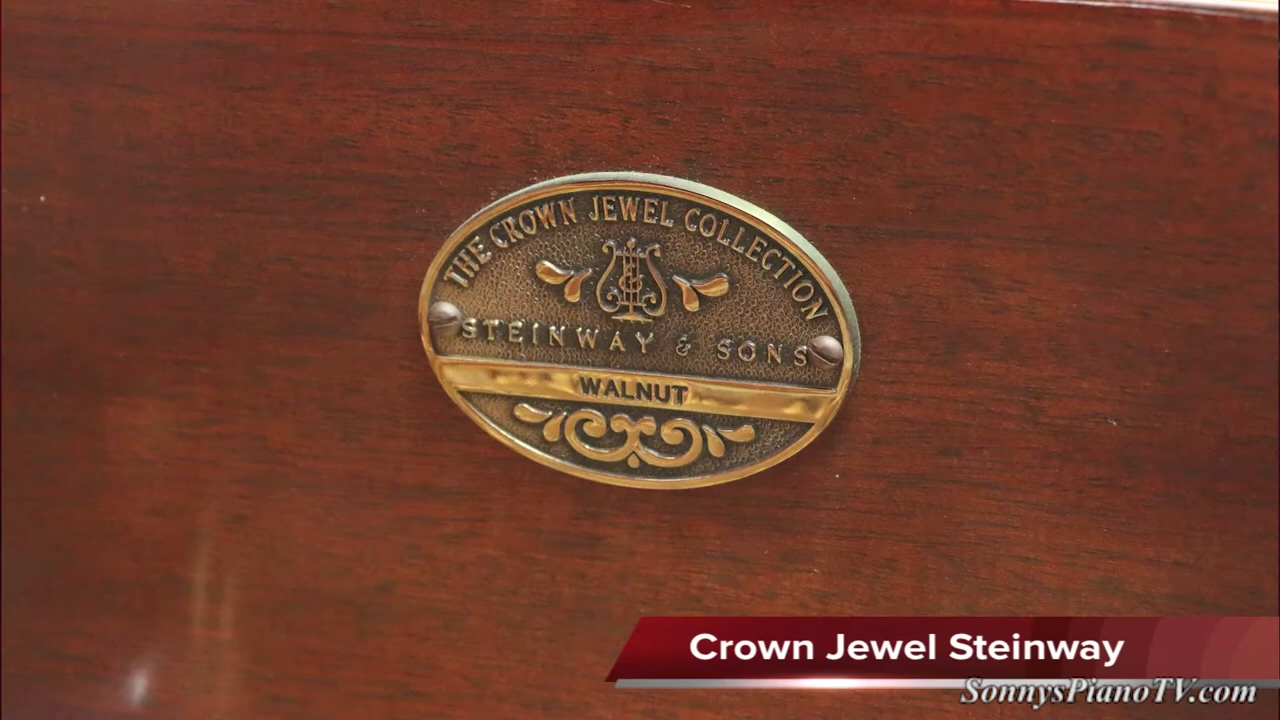 THE CROWN JEWEL COLLECTION
STEINWAY & SONS
WALNUT
Crown Jewel Steinway
SonnysPianoTV.com